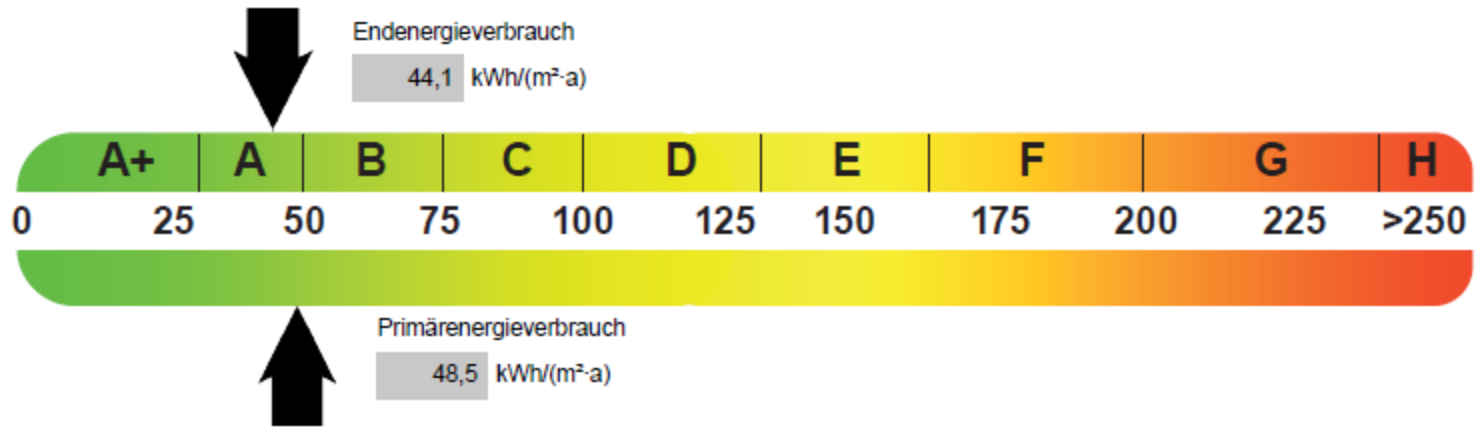 Endenergieverbrauch
44,1 kWh/(m²·a)
A+ A B C D E F G H
0 25 50 75 100 125 150 175 200 225 >250
Primärenergieverbrauch
48,5 kWh/(m²·a)